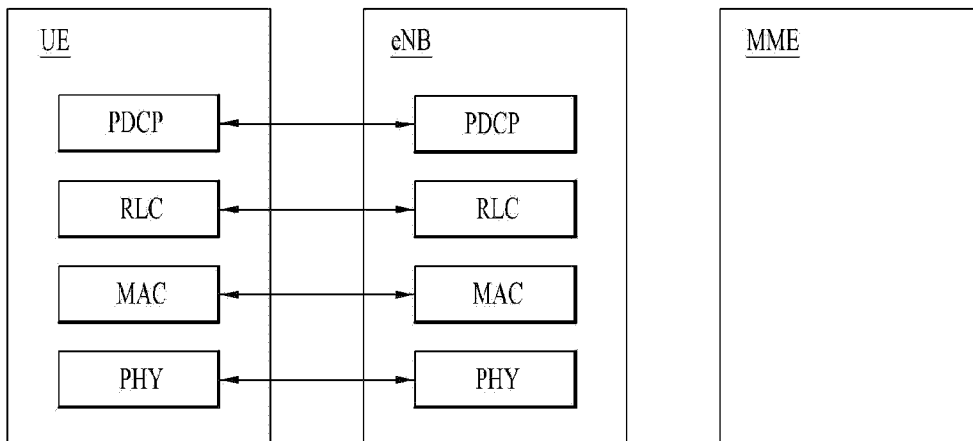 UE eNB MME
PDCP PDCP
RLC RLC
MAC MAC
PHY PHY